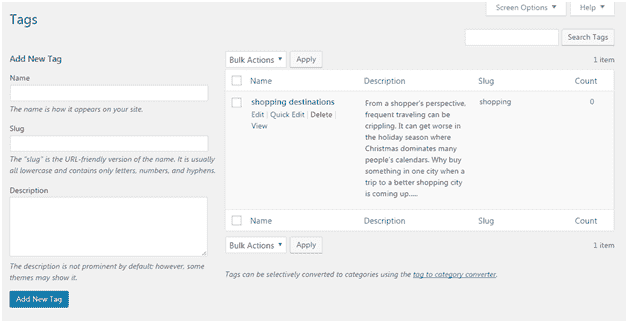 Screen Options ▼ Help ▼
Tags
Search Tags
Add New Tag
Name
The name is how it appears on your site.
Slug
The "slug" is the URL-friendly version of the name. It is usually
all lowercase and contains only letters, numbers, and hyphens.
Description
The description is not prominent by default; however, some
themes may show it.
Add New Tag
Bulk Actions ▼ Apply 1 item
Name Description Slug Count
shopping destinations
Edit | Quick Edit | Delete |
View
From a shopper's perspective,
frequent traveling can be
crippling. It can get worse in
the holiday season where
Christmas dominates many
people's calendars. Why buy
something in one city when a
trip to a better shopping city
is coming up.....
shopping
0
Name Description Slug Count
Bulk Actions ▼ Apply 1 item
Tags can be selectively converted to categories using the tag to category converter.